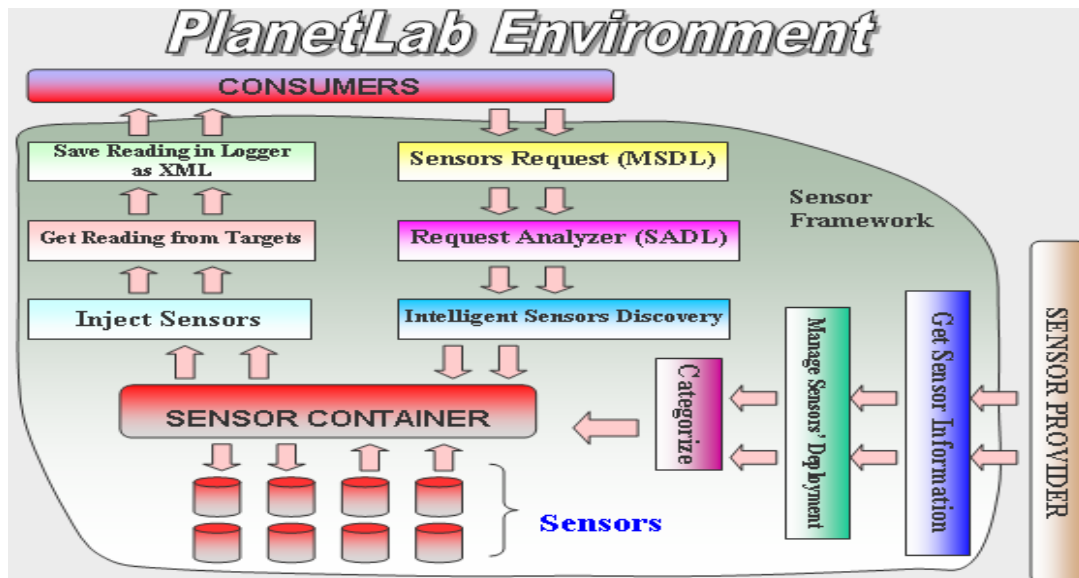 PlanetLab Environment
CONSUMERS
Save Reading in Logger
as XML
Sensors Request (MSDL)
Sensor
Framework
Get Reading from Targets
Request Analyzer (SADL)
Inject Sensors
Intelligent Sensors Discovery
SENSOR CONTAINER
Categorize
Manage Sensors' Deployment
Get Sensor Information
SENSOR PROVIDER
Sensors